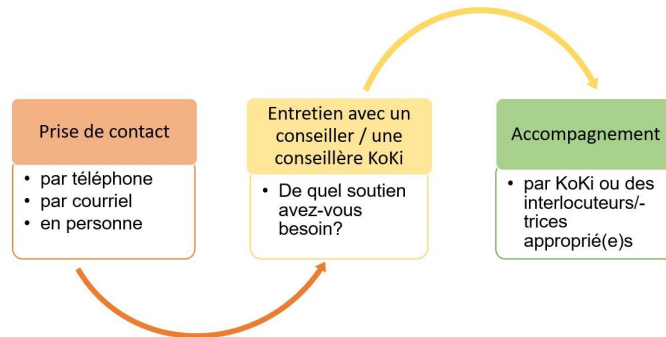 Prise de contact
• par téléphone
• par courriel
• en personne
Entretien avec un
conseiller / une
conseillère KoKi
• De quel soutien
avez-vous
besoin?
Accompagnement
• par KoKi ou des
interlocuteurs/-
trices
approprié(e)s